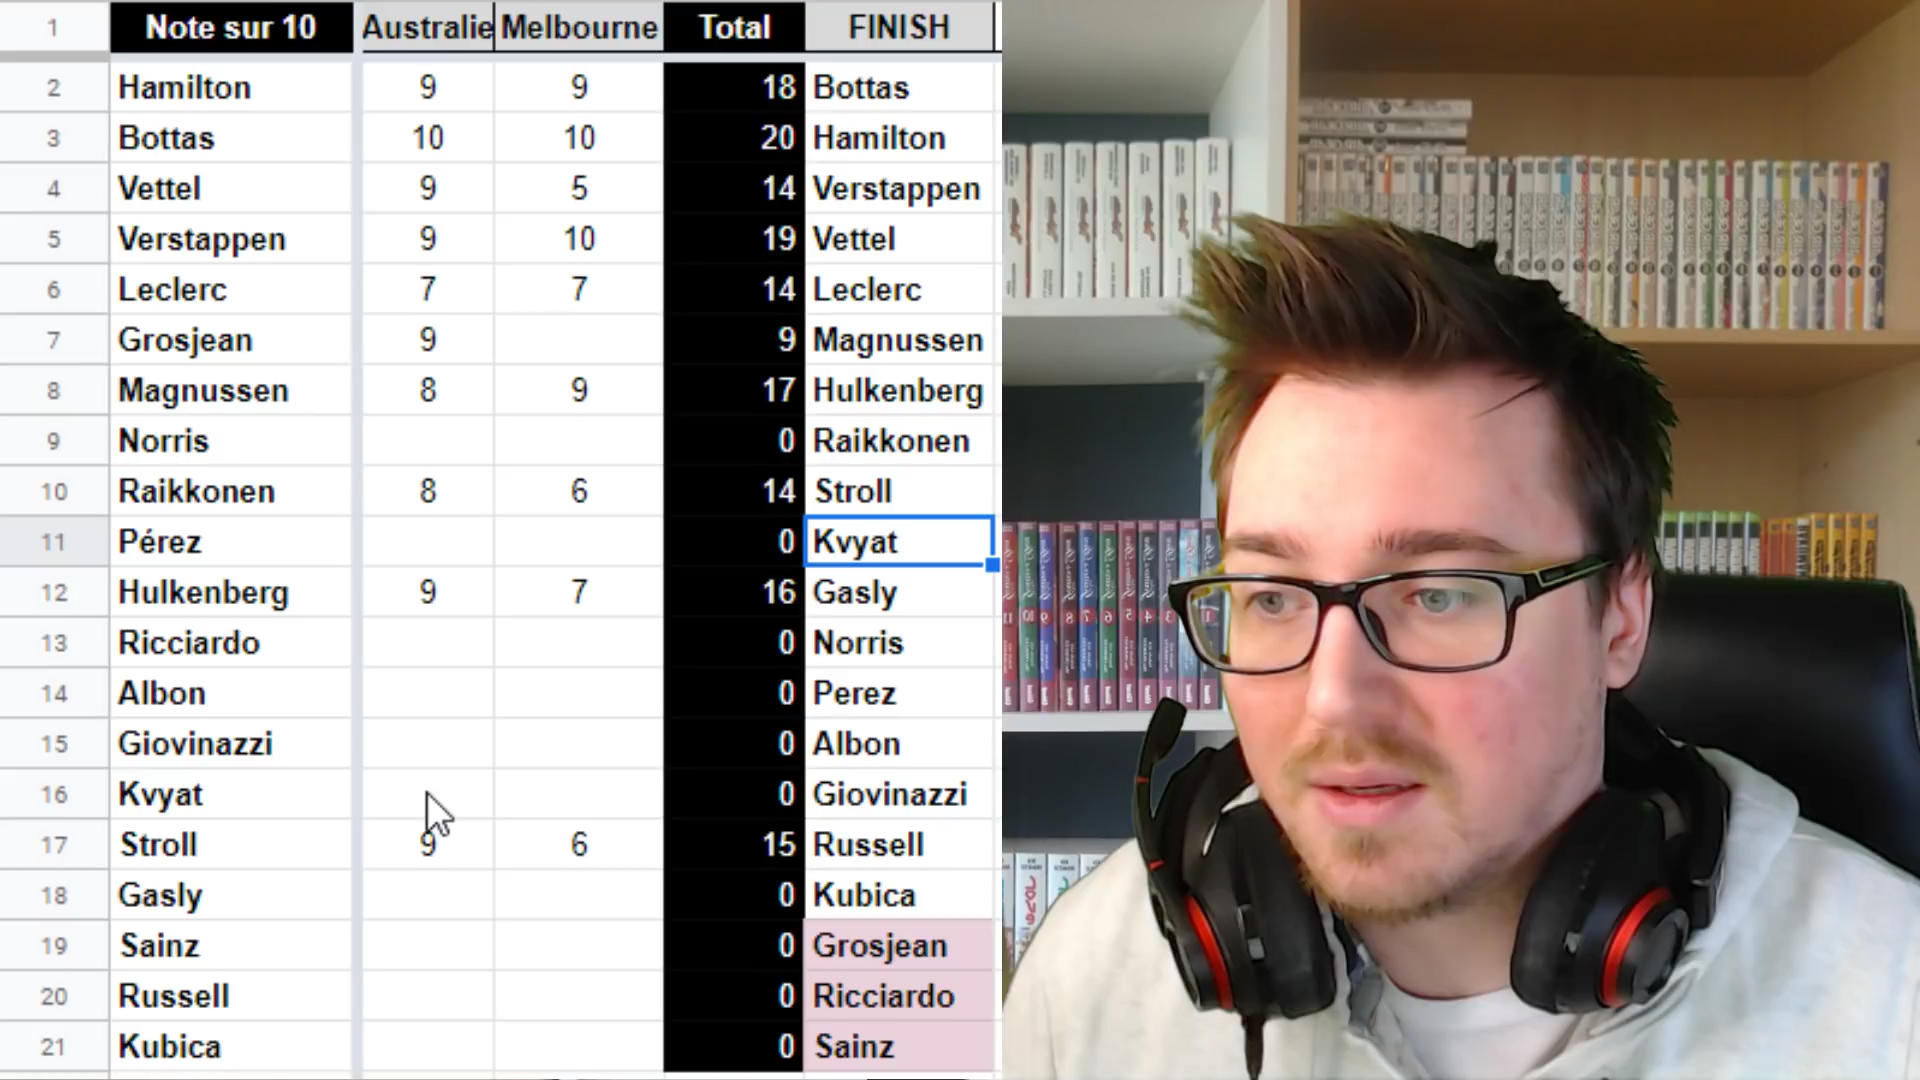 1 Note sur 10 Australie Melbourne Total FINISH
2 Hamilton 9 9 18 Bottas
3 Bottas 10 10 20 Hamilton
4 Vettel 9 5 14 Verstappen
5 Verstappen 9 10 19 Vettel
6 Leclerc 7 7 14 Leclerc
7 Grosjean 9 9 Magnussen
8 Magnussen 8 9 17 Hulkenberg
9 Norris 0 Raikkonen
10 Raikkonen 8 6 14 Stroll
11 Pérez 0 Kvyat
12 Hulkenberg 9 7 16 Gasly
13 Ricciardo 0 Norris
14 Albon 0 Perez
15 Giovinazzi 0 Albon
16 Kvyat 0 Giovinazzi
17 Stroll 9 6 15 Russell
18 Gasly 0 Kubica
19 Sainz 0 Grosjean
20 Russell 0 Ricciardo
21 Kubica 0 Sainz